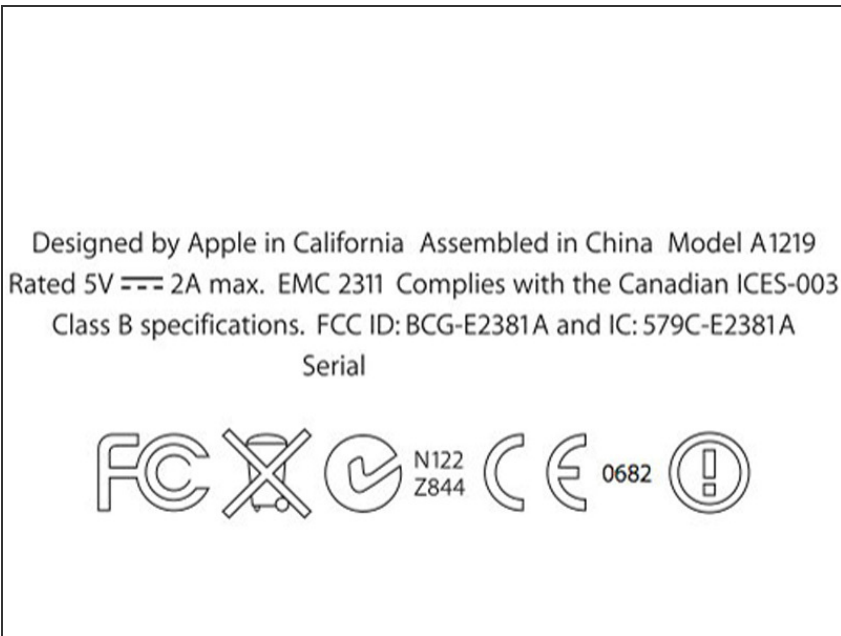 Designed by Apple in California Assembled in China Model A1219
Rated 5V ⎓ 2A max. EMC 2311 Complies with the Canadian ICES-003
Class B specifications. FCC ID: BCG-E2381A and IC: 579C-E2381A
Serial
FC N122 CE 0682
Z844